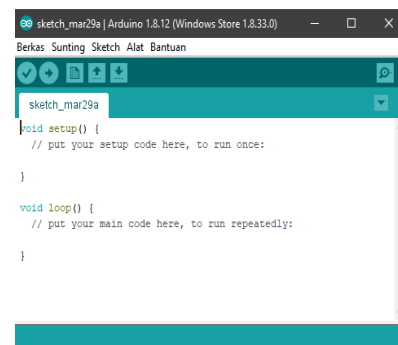 sketch_mar29a | Arduino 1.8.12 (Windows Store 1.8.33.0)
Berkas Sunting Sketch Alat Bantuan
sketch_mar29a
void setup() {
  // put your setup code here, to run once:
}
void loop() {
  // put your main code here, to run repeatedly:
}